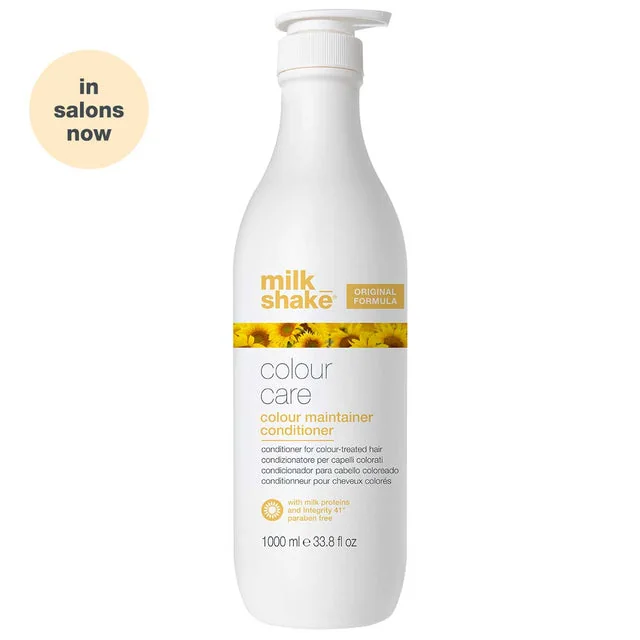 in
salons
now
milk_
shake®
ORIGINAL
FORMULA
colour
care
colour maintainer
conditioner
conditioner for colour-treated hair
condizionatore per capelli colorati
condicionador para cabello coloreado
conditionneur pour cheveux colorés
with milk proteins
and Integrity 41®
paraben free
1000 ml e 33.8 fl oz